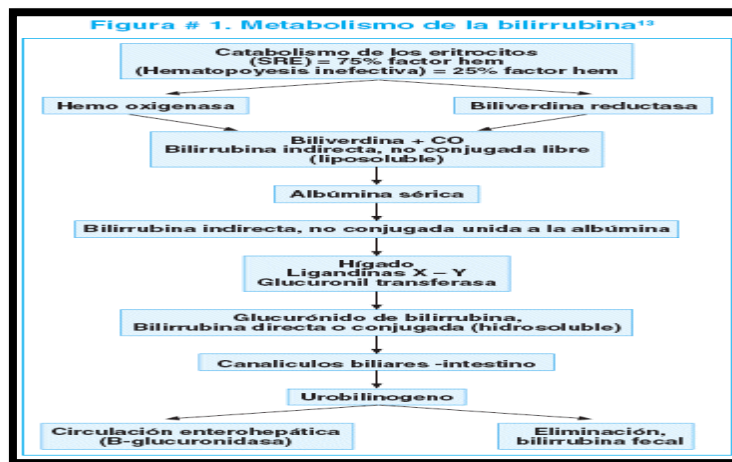 Figura # 1. Metabolismo de la bilirrubina¹³
Catabolismo de los eritrocitos
(SRE) = 75% factor hem
(Hematopoyesis inefectiva) = 25% factor hem
Hemo oxigenasa
Biliverdina reductasa
Biliverdina + CO
Bilirrubina indirecta, no conjugada libre
(liposoluble)
Albúmina sérica
Bilirrubina indirecta, no conjugada unida a la albúmina
Hígado
Ligandinas X – Y
Glucuronil transferasa
Glucurónido de bilirrubina,
Bilirrubina directa o conjugada (hidrosoluble)
Canaliculos biliares -intestino
Urobilinogeno
Circulación enterohepática
(B-glucuronidasa)
Eliminación,
bilirrubina fecal